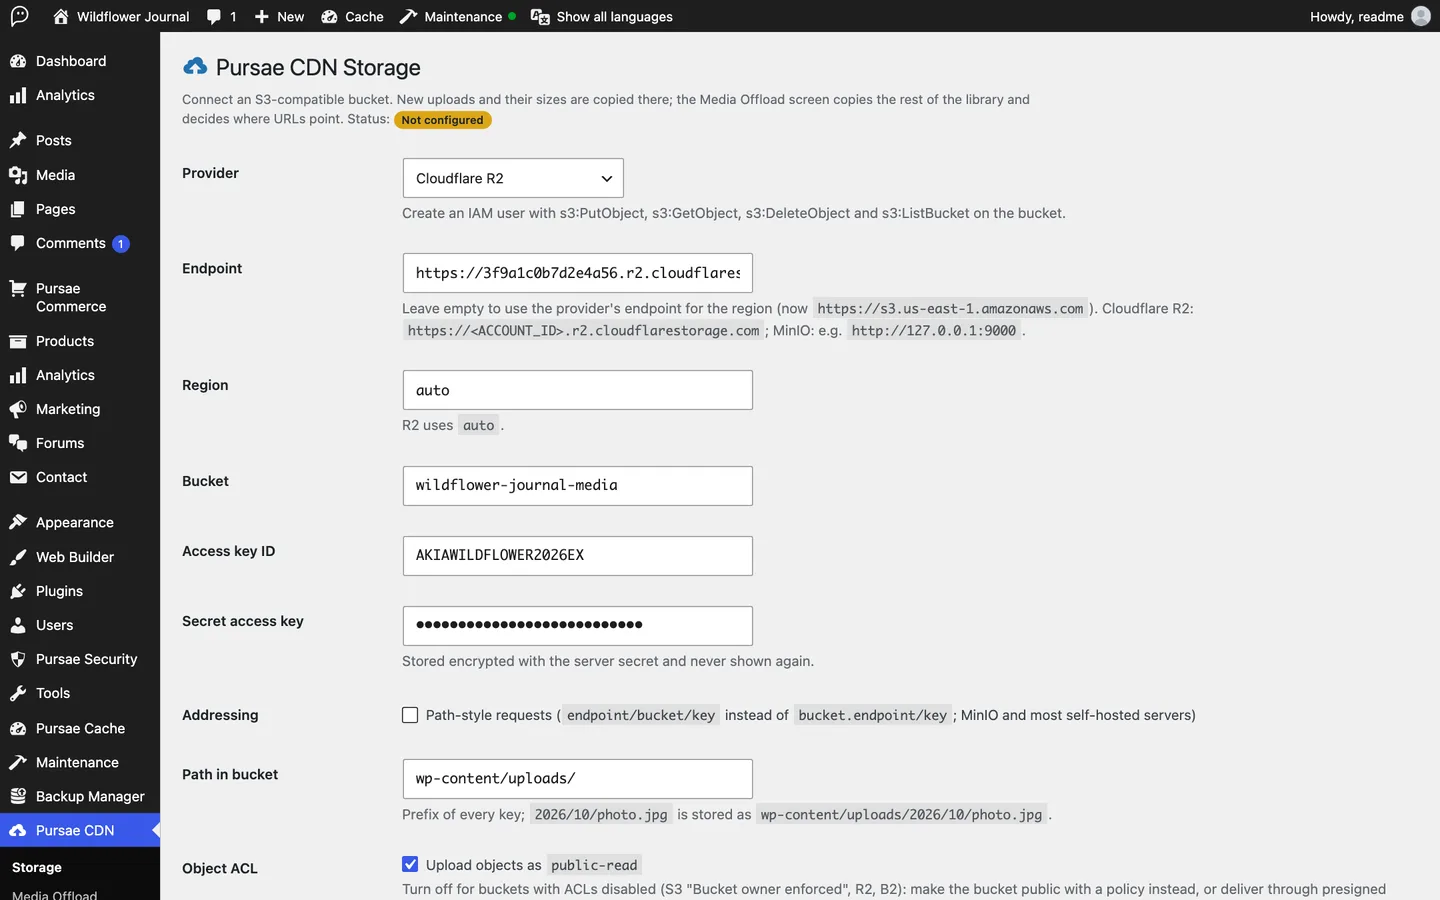 Wildflower Journal 1 New Cache Maintenance Show all languages Howdy, readme
Dashboard
Analytics
Posts
Media
Pages
Comments 1
Pursae
Commerce
Products
Analytics
Marketing
Forums
Contact
Appearance
Web Builder
Plugins
Users
Pursae Security
Tools
Pursae Cache
Maintenance
Backup Manager
Pursae CDN
Storage
Media Offload
Pursae CDN Storage
Connect an S3-compatible bucket. New uploads and their sizes are copied there; the Media Offload screen copies the rest of the library and
decides where URLs point. Status: Not configured
Provider
Cloudflare R2
Create an IAM user with s3:PutObject, s3:GetObject, s3:DeleteObject and s3:ListBucket on the bucket.
Endpoint
https://3f9a1c0b7d2e4a56.r2.cloudflares
Leave empty to use the provider's endpoint for the region (now https://s3.us-east-1.amazonaws.com ). Cloudflare R2:
https://<ACCOUNT_ID>.r2.cloudflarestorage.com ; MinIO: e.g. http://127.0.0.1:9000 .
Region
auto
R2 uses auto .
Bucket
wildflower-journal-media
Access key ID
AKIAWILDFLOWER2026EX
Secret access key
•••••••••••••••••••••••••••
Stored encrypted with the server secret and never shown again.
Addressing
Path-style requests ( endpoint/bucket/key instead of bucket.endpoint/key ; MinIO and most self-hosted servers)
Path in bucket
wp-content/uploads/
Prefix of every key; 2026/10/photo.jpg is stored as wp-content/uploads/2026/10/photo.jpg .
Object ACL
Upload objects as public-read
Turn off for buckets with ACLs disabled (S3 "Bucket owner enforced", R2, B2): make the bucket public with a policy instead, or deliver through presigned